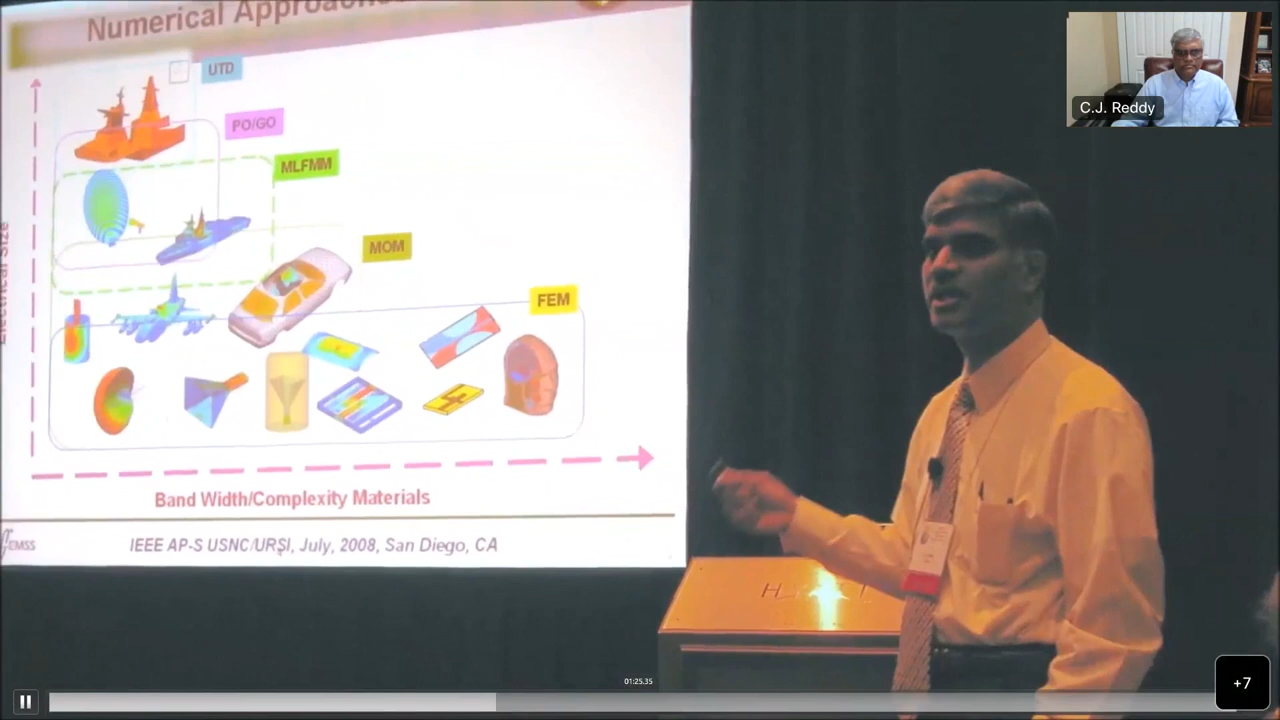 Numerical Approaches
C.J. Reddy
UTD
PO/GO
MLFMM
MOM
FEM
Electrical Size
Band Width/Complexity Materials
EMSS
IEEE AP-S USNC/URSI, July, 2008, San Diego, CA
01:25.35
+7